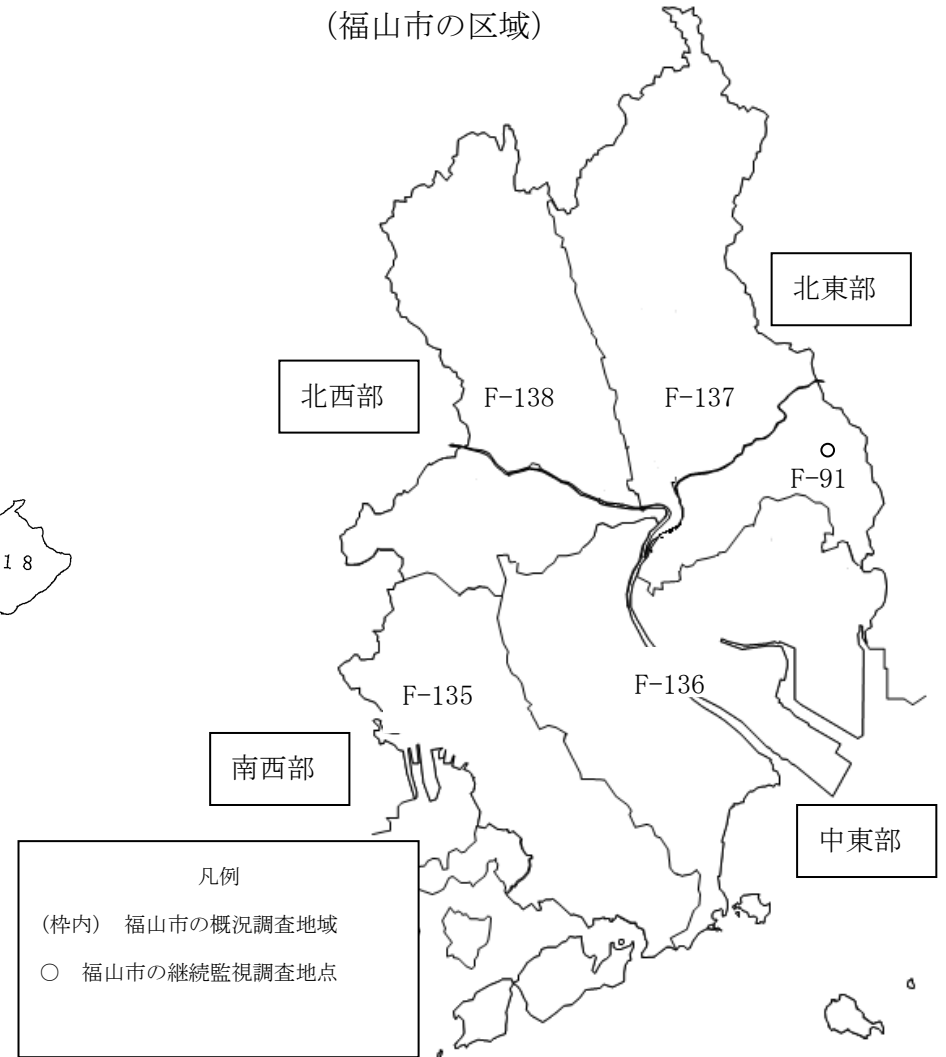 (福山市の区域)
北東部
北西部
F-138
F-137
F-91
18
F-135
F-136
南西部
中東部
凡例
(枠内) 福山市の概況調査地域
○ 福山市の継続監視調査地点